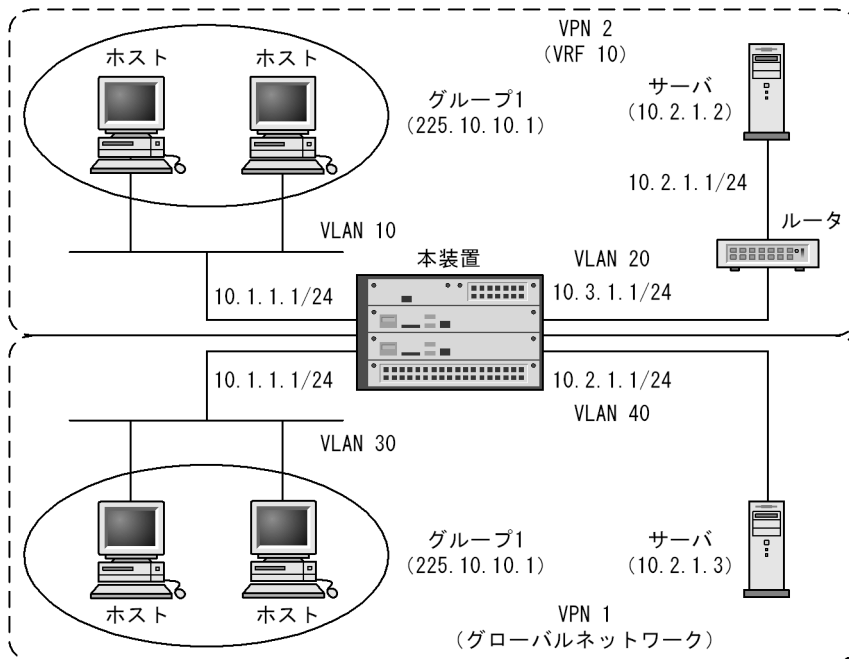 VPN 2
(VRF 10)
ホスト
ホスト
サーバ
(10.2.1.2)
グループ1
(225.10.10.1)
10.2.1.1/24
ルータ
VLAN 10
本装置
VLAN 20
10.1.1.1/24
10.3.1.1/24
10.1.1.1/24
10.2.1.1/24
VLAN 40
VLAN 30
グループ1
(225.10.10.1)
サーバ
(10.2.1.3)
ホスト
ホスト
VPN 1
(グローバルネットワーク)